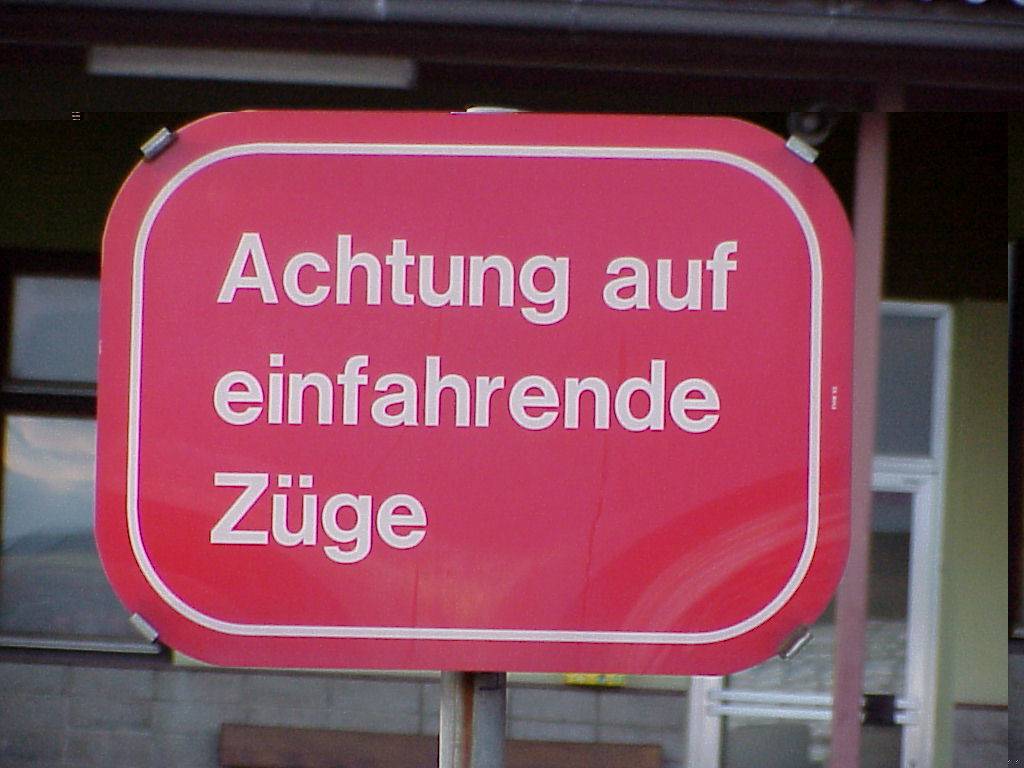 Achtung auf
einfahrende
Züge